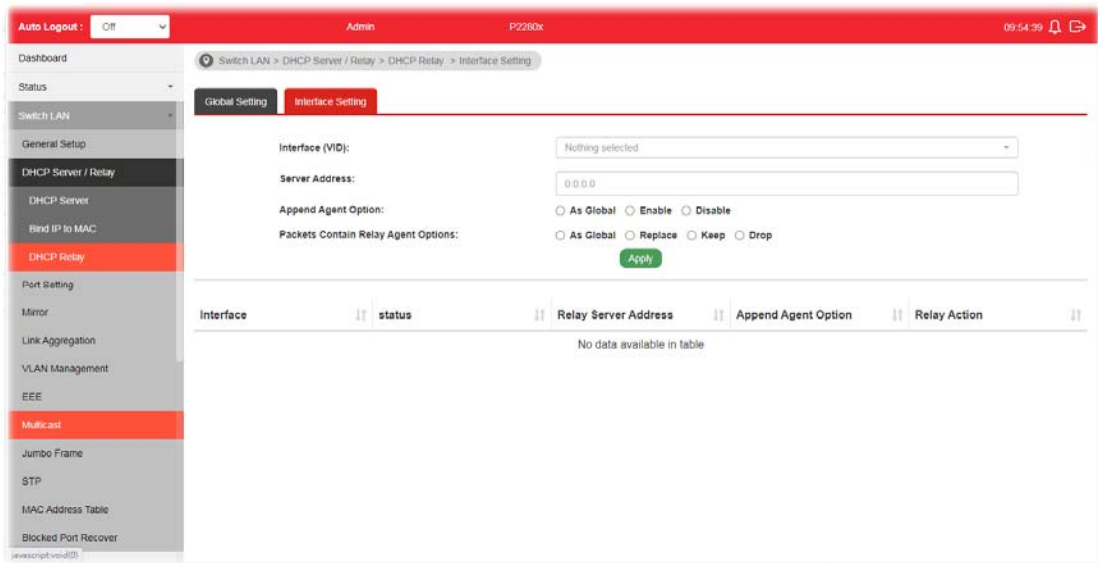 Auto Logout : Off Admin P2280x 09:54:39
Dashboard
Status
Switch LAN
General Setup
DHCP Server / Relay
DHCP Server
Bind IP to MAC
DHCP Relay
Port Setting
Mirror
Link Aggregation
VLAN Management
EEE
Multicast
Jumbo Frame
STP
MAC Address Table
Blocked Port Recover
javascript:void(0)
Switch LAN > DHCP Server / Relay > DHCP Relay > Interface Setting
Global Setting Interface Setting
Interface (VID): Nothing selected
Server Address: 0.0.0.0
Append Agent Option: As Global Enable Disable
Packets Contain Relay Agent Options: As Global Replace Keep Drop
Apply
Interface status Relay Server Address Append Agent Option Relay Action
No data available in table